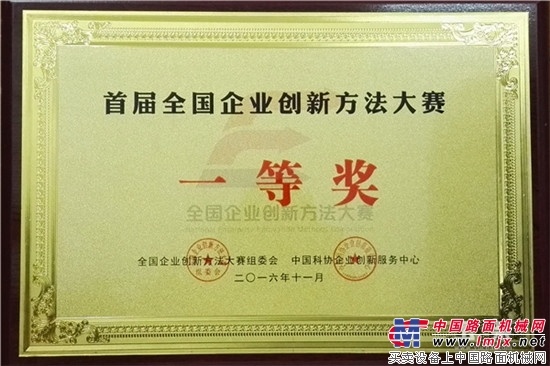 首届全国企业创新方法大赛
一等奖
全国企业创新方法大赛
全国企业创新方法大赛组委会 中国科协企业创新服务中心
二〇一六年十一月
中国路面机械网
www.lmjx.net
买卖设备上中国路面机械网